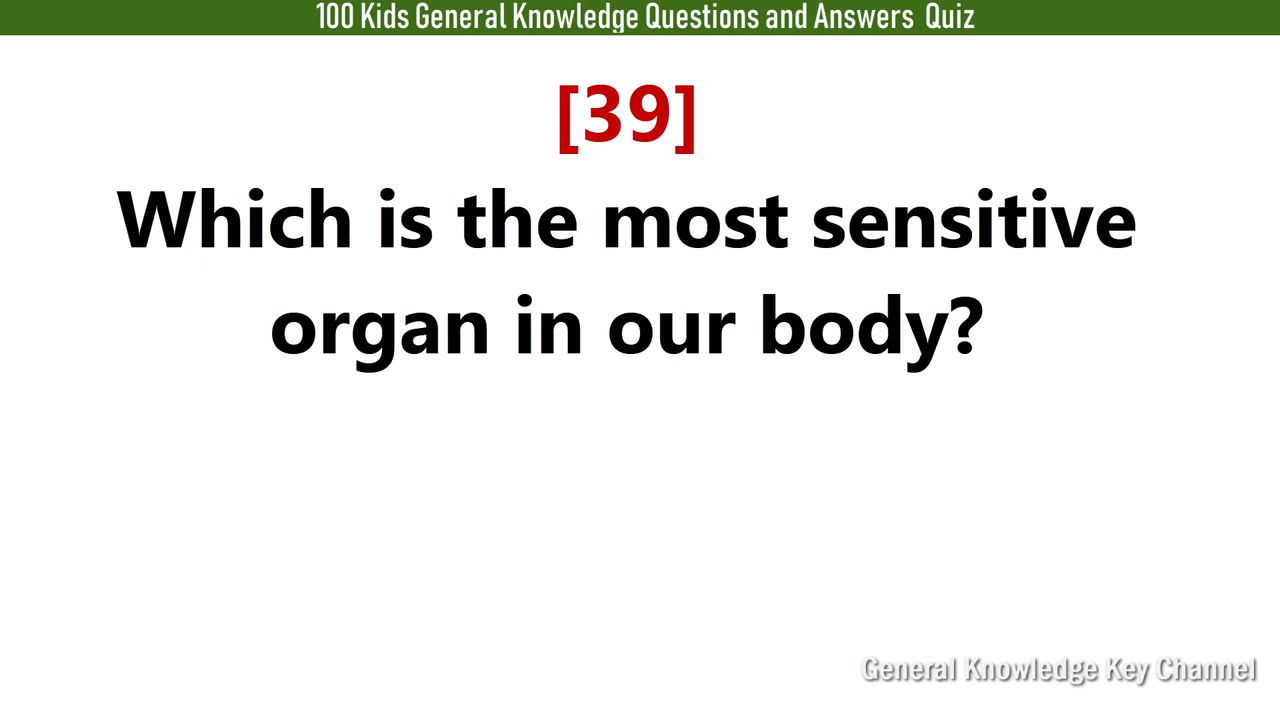 100 Kids General Knowledge Questions and Answers Quiz
[39]
Which is the most sensitive
organ in our body?
General Knowledge Key Channel